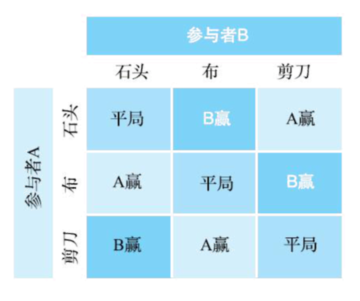 参与者B
石头 布 剪刀
参与者A
石头 平局 B赢 A赢
布 A赢 平局 B赢
剪刀 B赢 A赢 平局